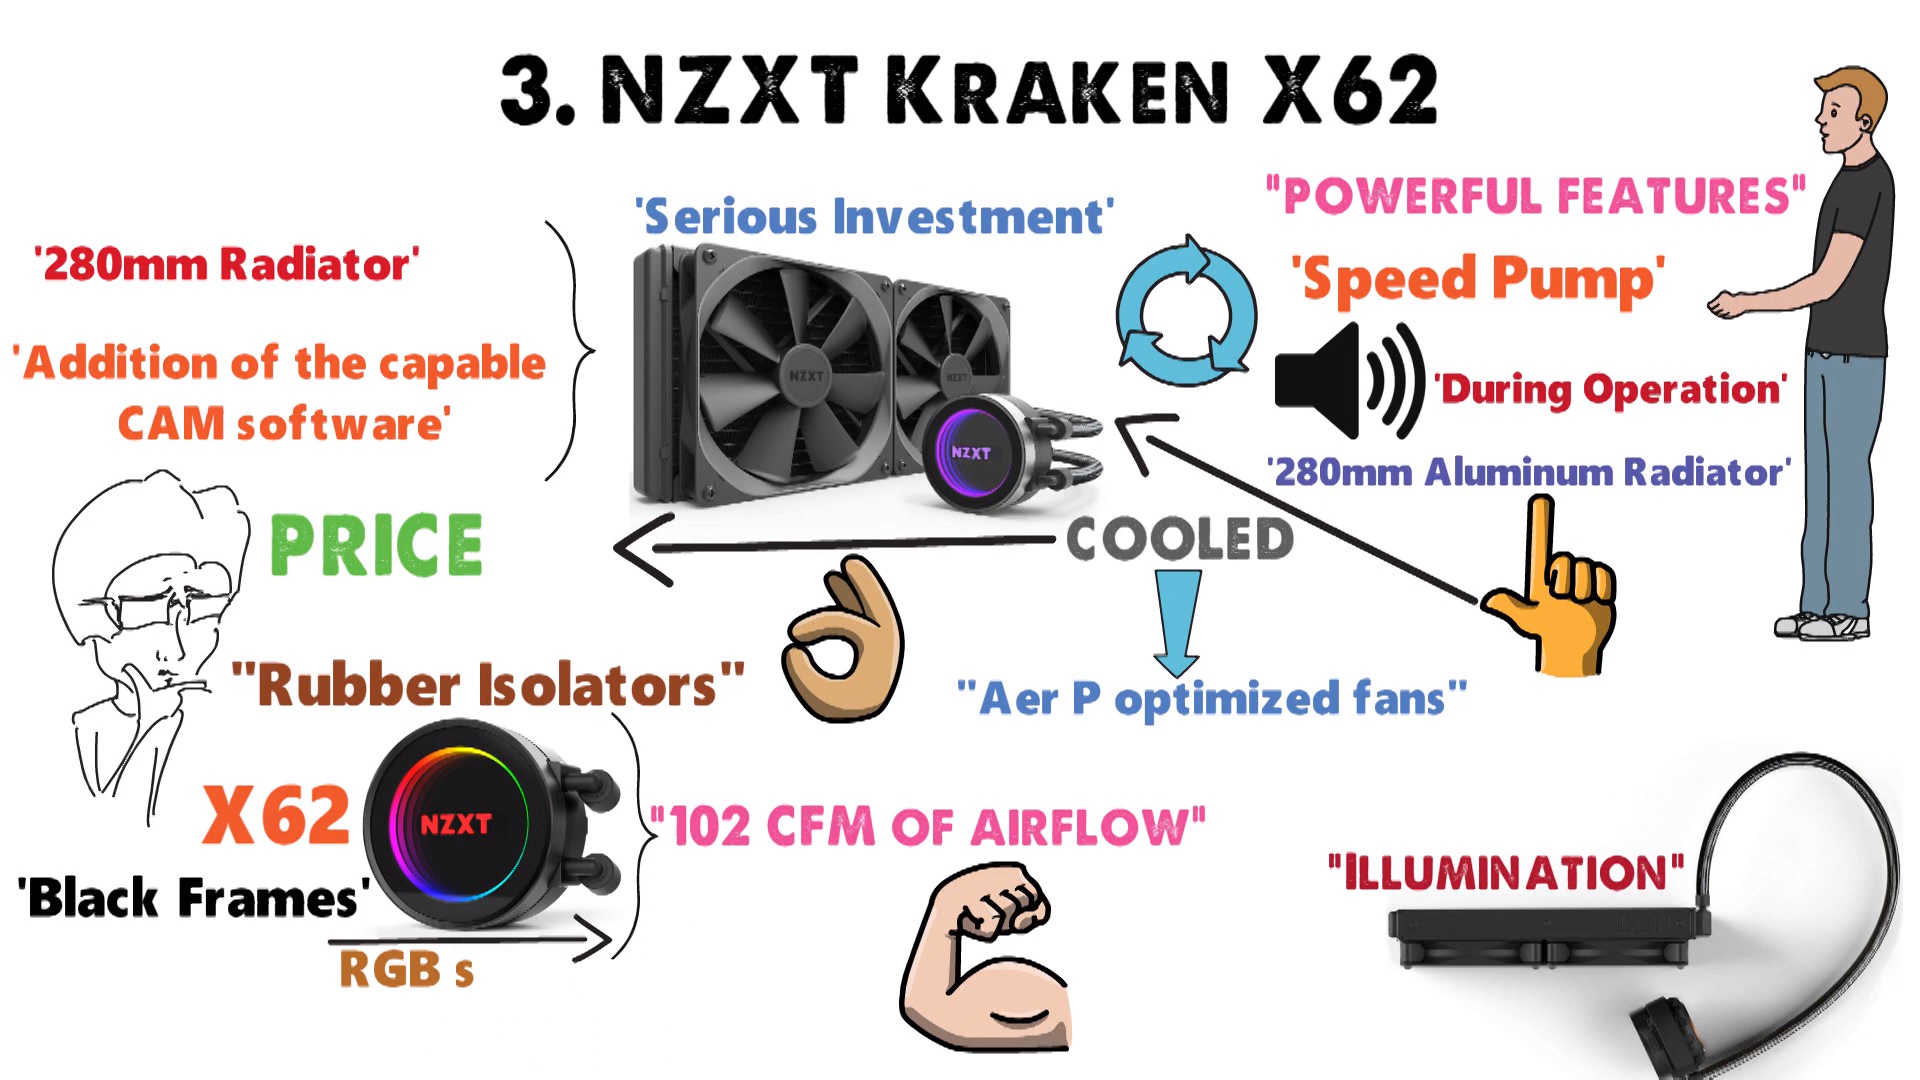 3. NZXT KRAKEN X62
'Serious Investment'
"POWERFUL FEATURES"
'280mm Radiator'
'Speed Pump'
'Addition of the capable
CAM software'
NZXT
NZXT
NZXT
'During Operation'
'280mm Aluminum Radiator'
PRICE
COOLED
"Rubber Isolators"
"Aer P optimized fans"
X62
NZXT
"102 CFM OF AIRFLOW"
'Black Frames'
"ILLUMINATION"
RGB s